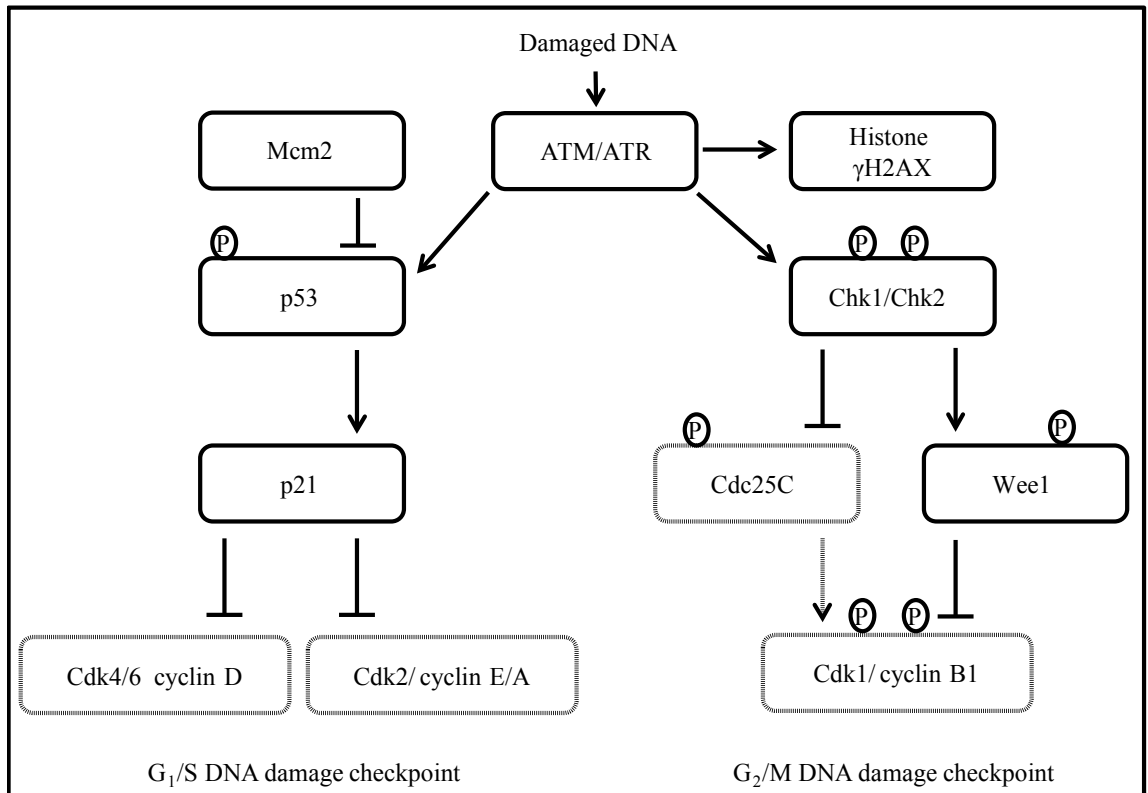 Damaged DNA
Mcm2
ATM/ATR
Histone
γH2AX
P
P
P
p53
Chk1/Chk2
P
P
p21
Cdc25C
Wee1
P
P
Cdk4/6 cyclin D
Cdk2/ cyclin E/A
Cdk1/ cyclin B1
G₁/S DNA damage checkpoint
G₂/M DNA damage checkpoint